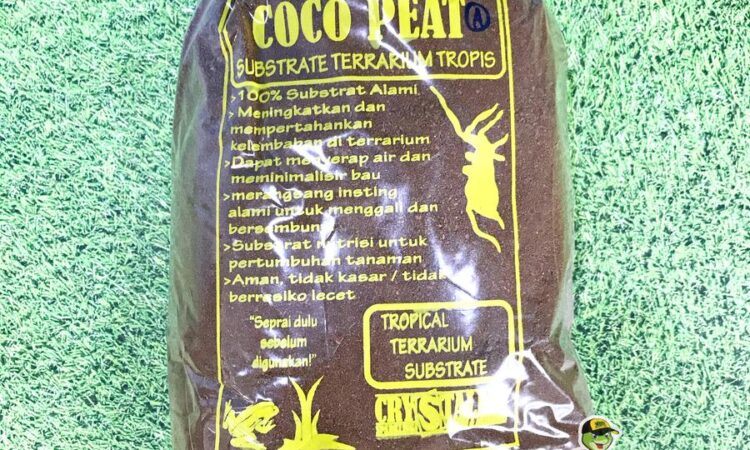 COCO PEAT A
SUBSTRATE TERRARIUM TROPIS
>100% Substrat Alami
>Meningkatkan dan
mempertahankan
kelembaban di terrarium
>Dapat menyerap air dan
meminimalisir bau
>merangsang insting
alami untuk menggali dan
bersembunyi
>Substrat nutrisi untuk
pertumbuhan tanaman
>Aman, tidak kasar / tidak
berresiko lecet
"Seprai dulu
sebelum
digunakan!"
TROPICAL
TERRARIUM
SUBSTRATE